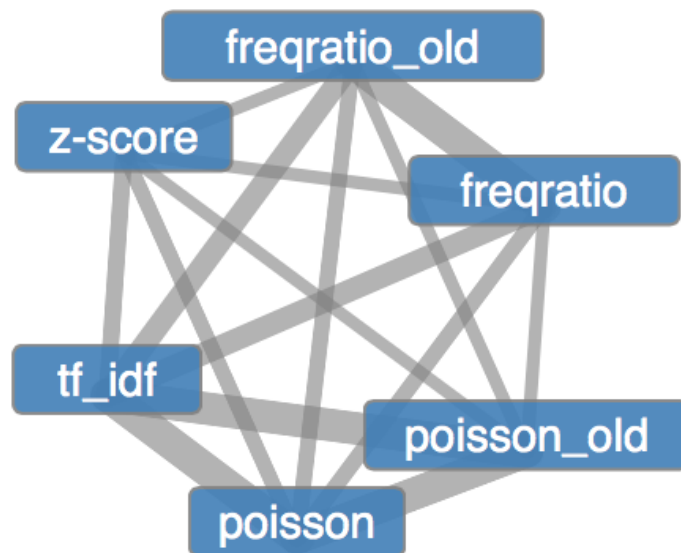 freqratio_old
z-score
freqratio
tf_idf
poisson_old
poisson